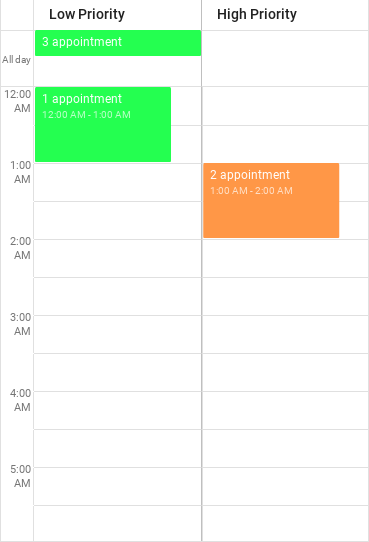 Low Priority High Priority
All day 3 appointment
12:00 AM
1 appointment
12:00 AM - 1:00 AM
1:00 AM
2 appointment
1:00 AM - 2:00 AM
2:00 AM
3:00 AM
4:00 AM
5:00 AM